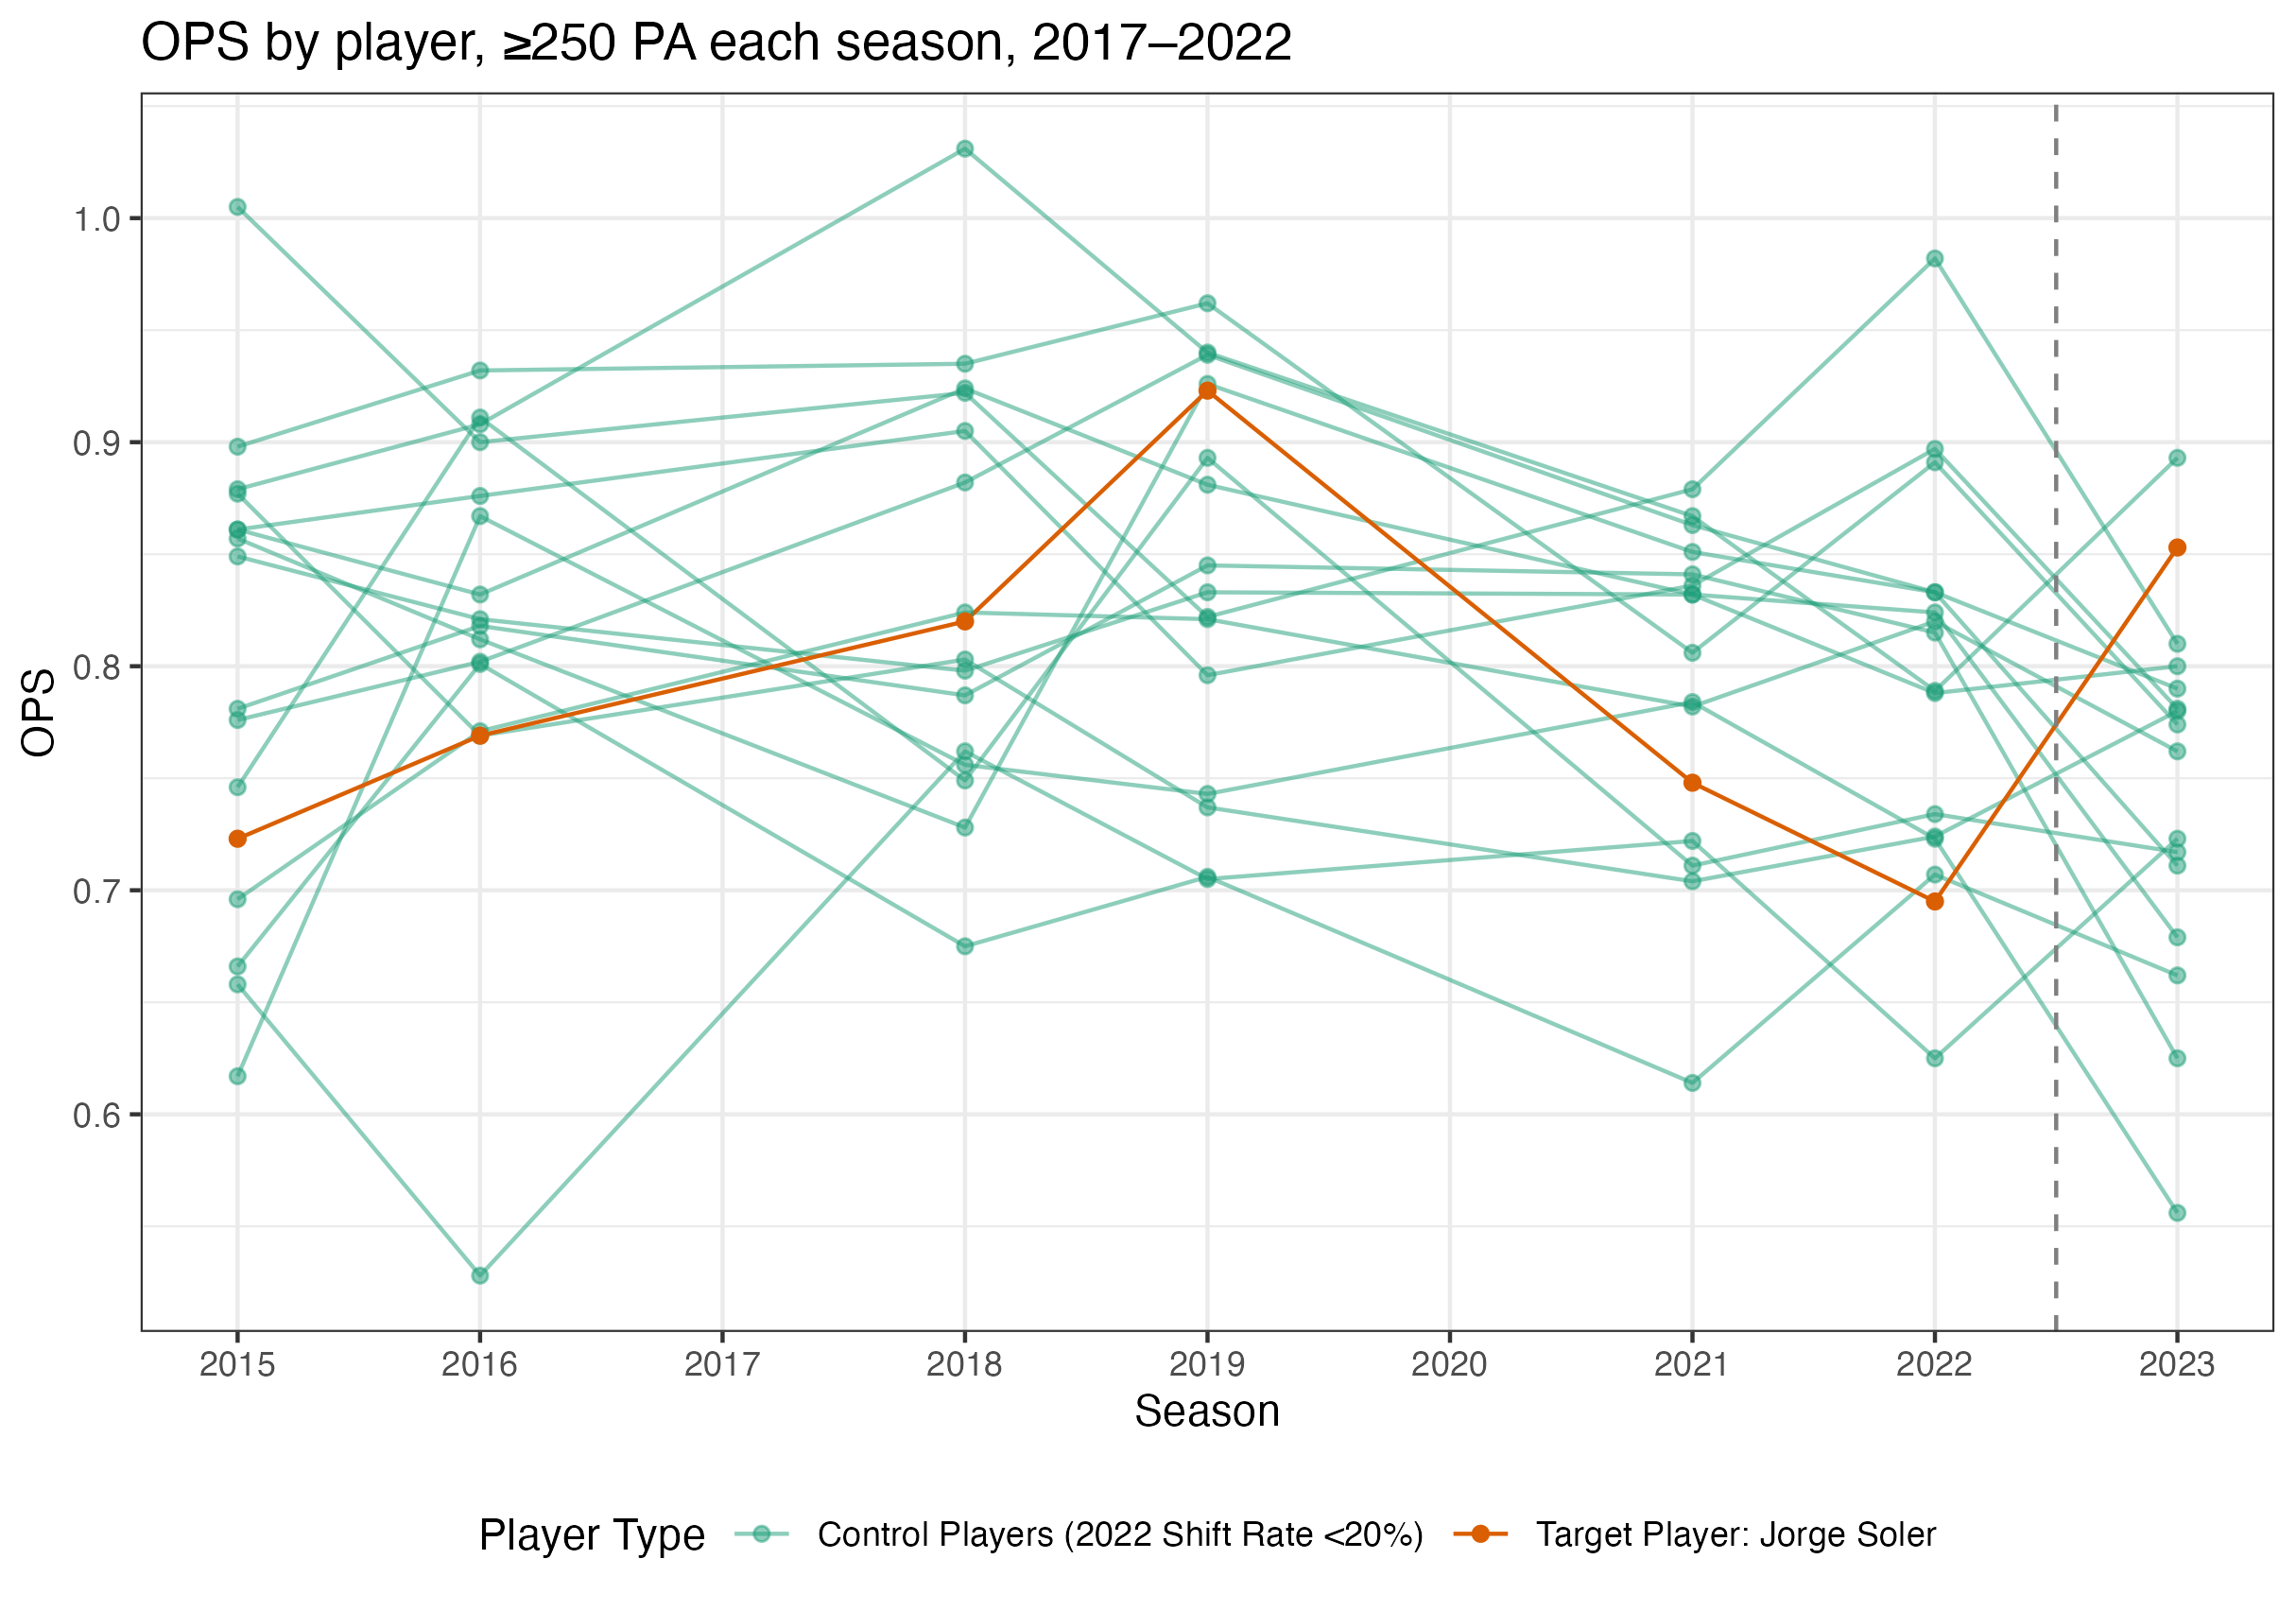 OPS by player, ≥250 PA each season, 2017–2022
OPS
1.0
0.9
0.8
0.7
0.6
2015 2016 2017 2018 2019 2020 2021 2022 2023
Season
Player Type Control Players (2022 Shift Rate <20%) Target Player: Jorge Soler